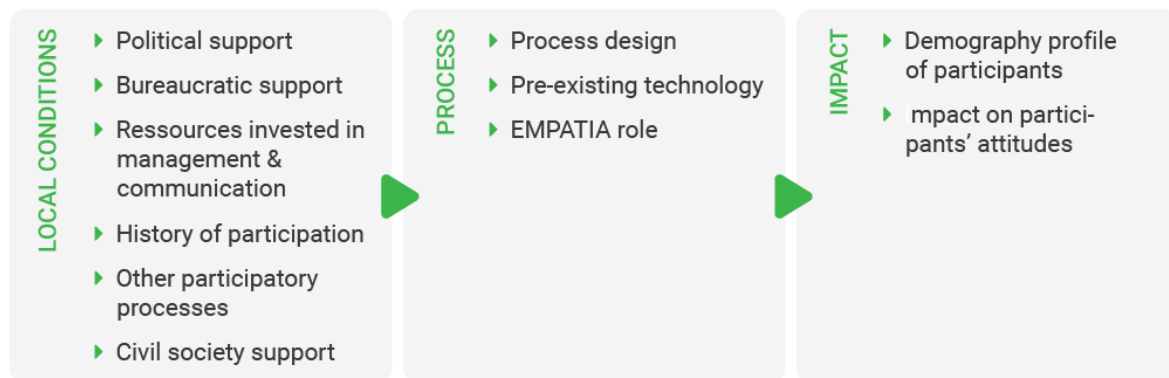 LOCAL CONDITIONS
Political support
Bureaucratic support
Ressources invested in
management &
communication
History of participation
Other participatory
processes
Civil society support
PROCESS
Process design
Pre-existing technology
EMPATIA role
IMPACT
Demography profile
of participants
Impact on partici-
pants’ attitudes